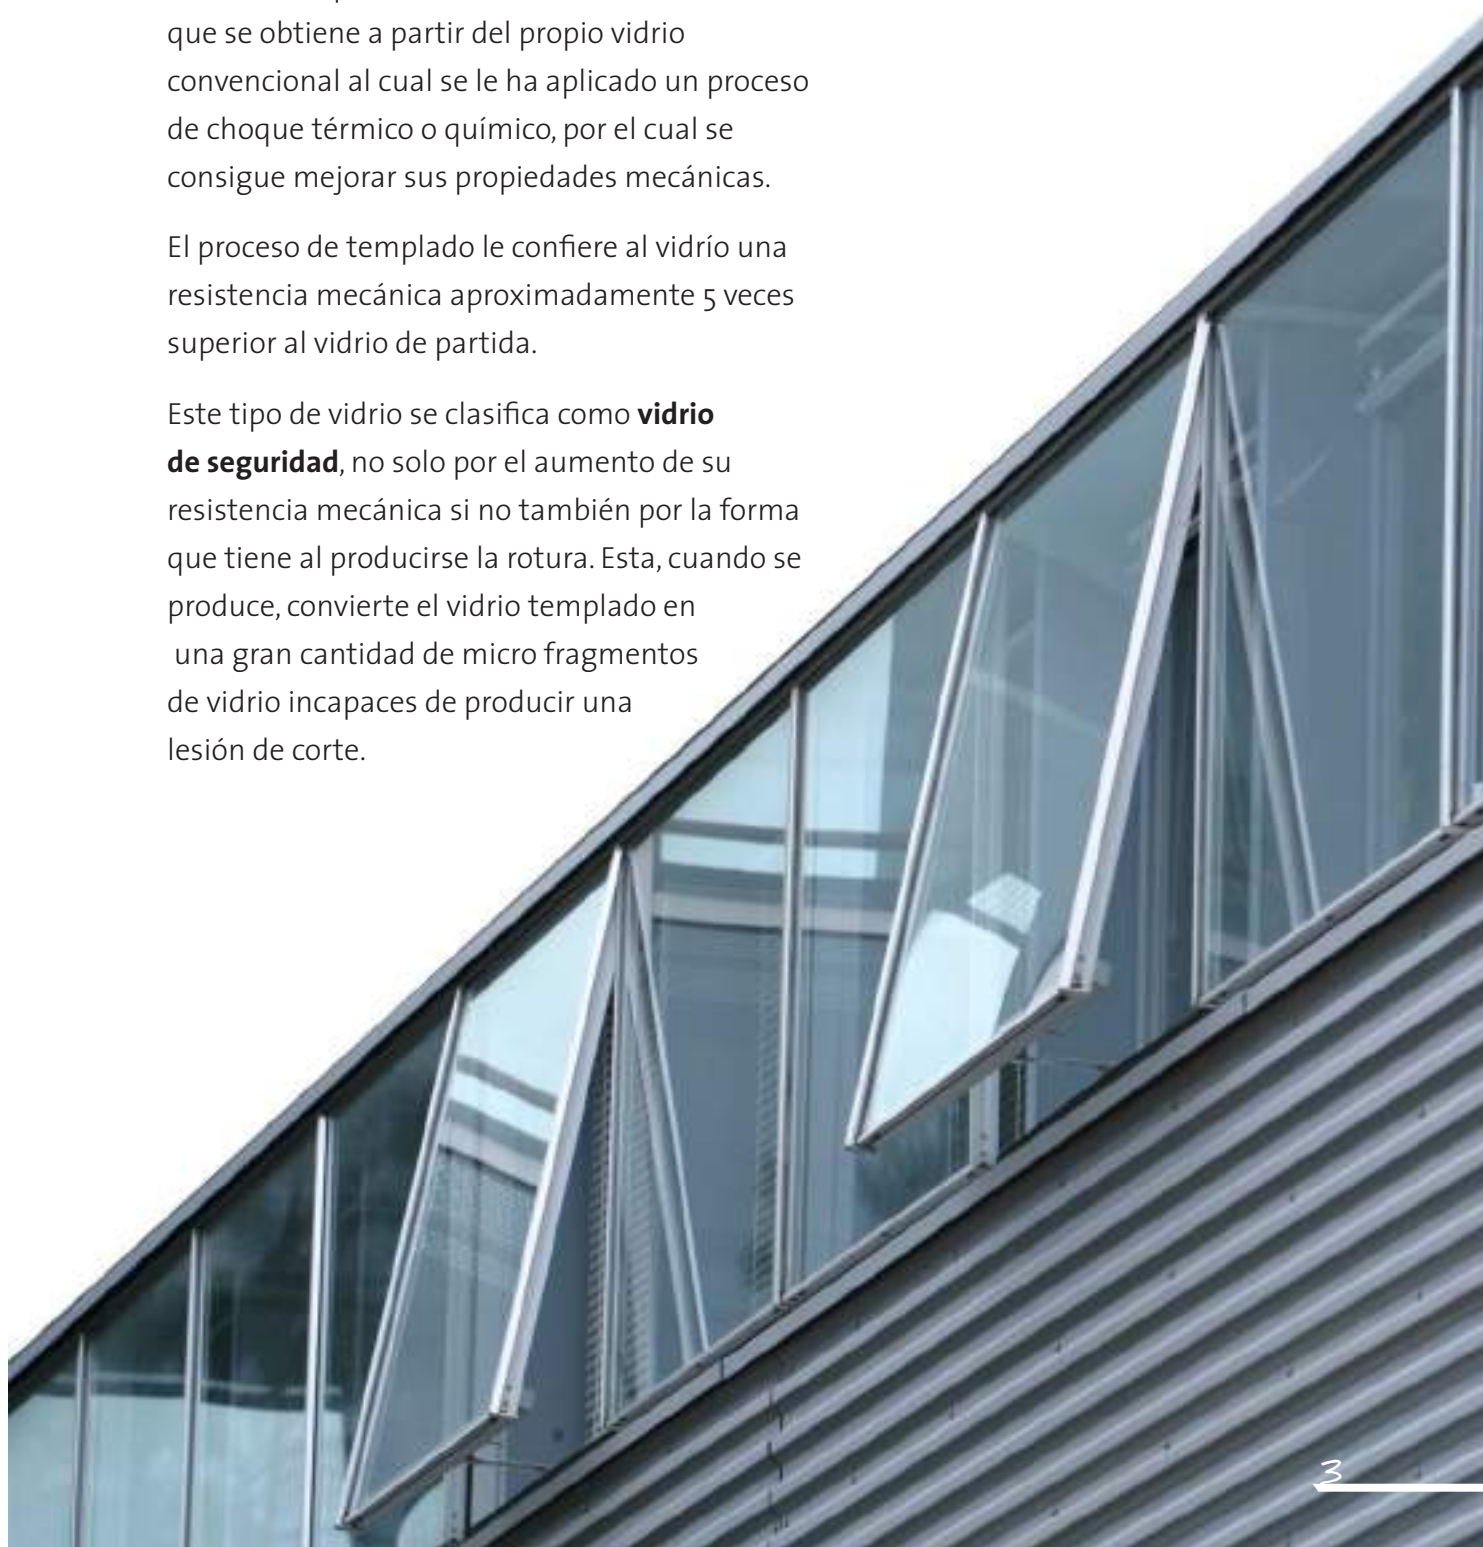 que se obtiene a partir del propio vidrio
convencional al cual se le ha aplicado un proceso
de choque térmico o químico, por el cual se
consigue mejorar sus propiedades mecánicas.
El proceso de templado le confiere al vidrío una
resistencia mecánica aproximadamente 5 veces
superior al vidrio de partida.
Este tipo de vidrio se clasifica como vidrio
de seguridad, no solo por el aumento de su
resistencia mecánica si no también por la forma
que tiene al producirse la rotura. Esta, cuando se
produce, convierte el vidrio templado en
una gran cantidad de micro fragmentos
de vidrio incapaces de producir una
lesión de corte.
3